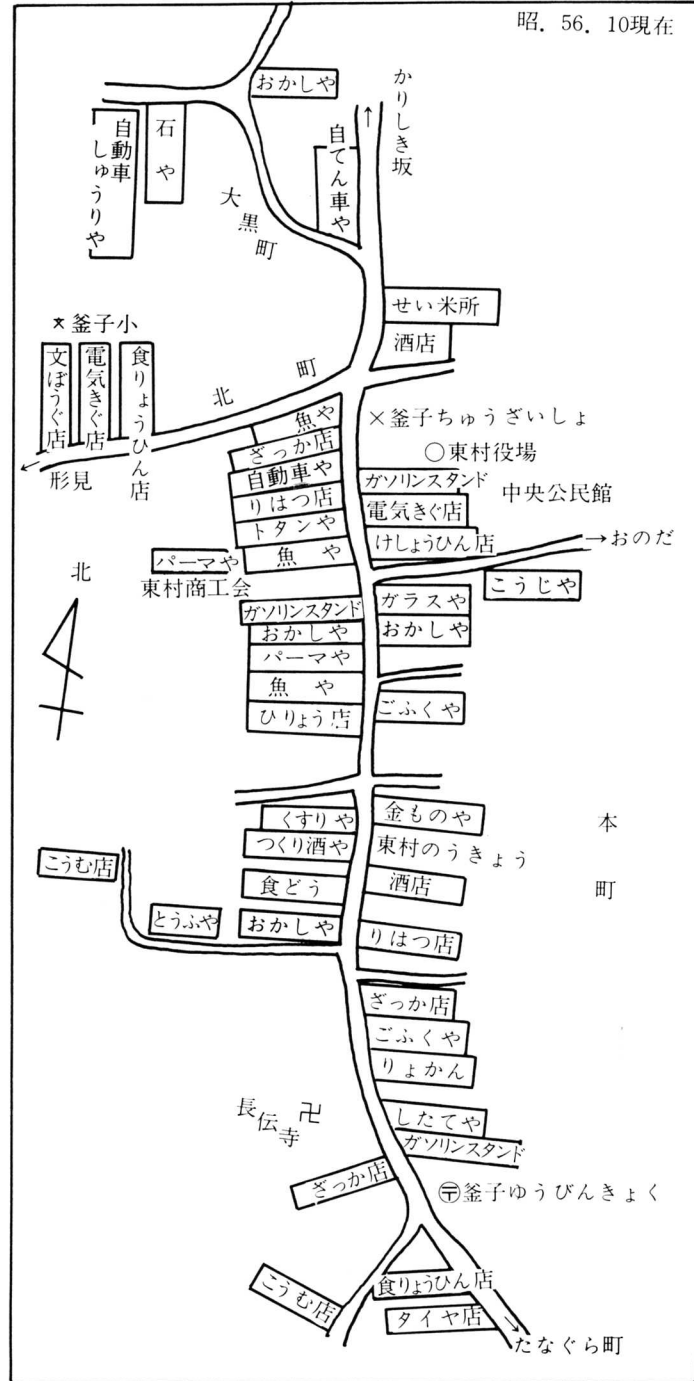 昭. 56. 10現在
おかしや
かりしき坂
↑
自てん車や
石や
自動車
しゅうりや
大黒町
せい米所
酒店
文 釜子小
文ぼうぐ店
電気きぐ店
食りょうひん店
北町
←
形見
魚や
ざっか店
自動車や
りはつ店
トタンや
魚や
パーマや
東村商工会
×釜子ちゅうざいしょ
○東村役場
ガソリンスタンド
中央公民館
電気きぐ店
けしょうひん店
→おのだ
こうじや
北
ガソリンスタンド
おかしや
パーマや
魚や
ひりょう店
ガラスや
おかしや
ごふくや
くすりや
つくり酒や
食どう
おかしや
金ものや
東村のうきょう
酒店
りはつ店
本町
こうむ店
とうふや
ざっか店
ごふくや
りょかん
したてや
ガソリンスタンド
長伝寺 卍
ざっか店
〶釜子ゆうびんきょく
こうむ店
食りょうひん店
タイヤ店
→
たなぐら町